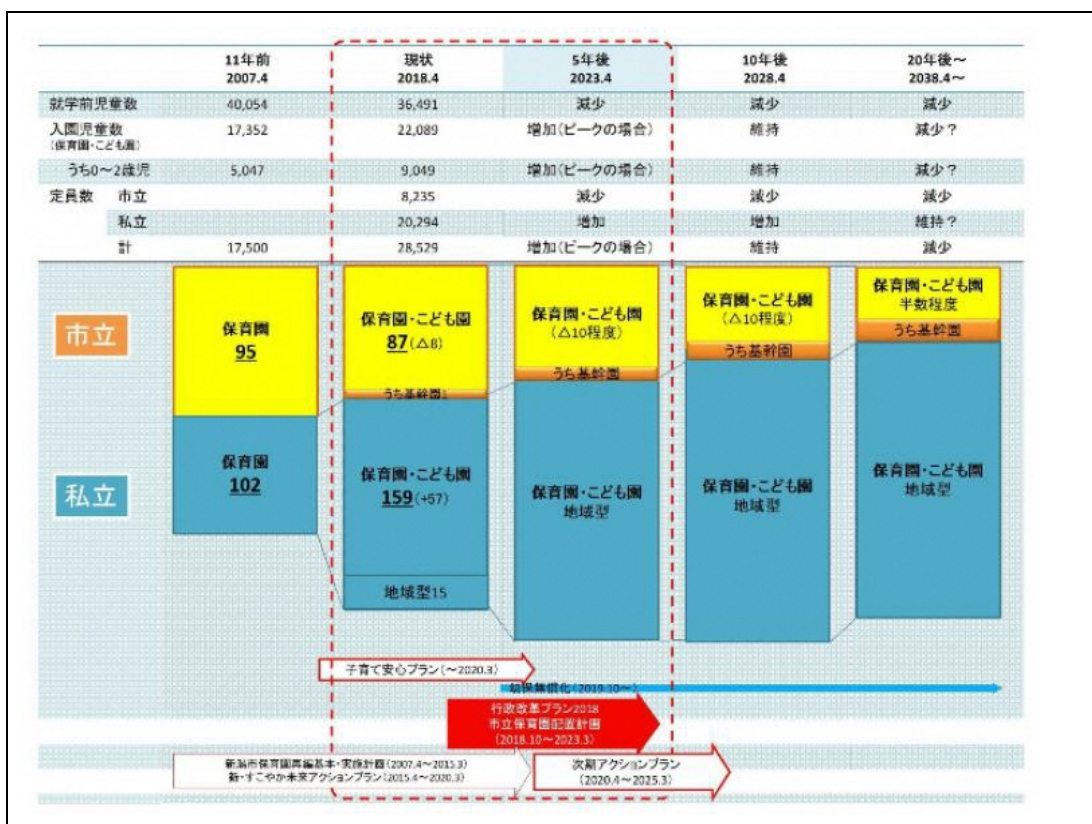 11年前 現状 5年後 10年後 20年後～
2007.4 2018.4 2023.4 2028.4 2038.4～
就学前児童数 40,054 36,491 減少 減少 減少
入園児童数 17,352 22,089 増加(ピークの場合) 維持 減少？
(保育園・こども園)
うち0～2歳児 5,047 9,049 増加(ピークの場合) 維持 減少？
定員数 市立 8,235 減少 減少 減少
私立 20,294 増加 増加 維持？
計 17,500 28,529 増加(ピークの場合) 維持 減少
市立
保育園
95
保育園・こども園
87(△8)
うち基幹園1
保育園・こども園
(△10程度)
うち基幹園
保育園・こども園
(△10程度)
うち基幹園
保育園・こども園
半数程度
うち基幹園
私立
保育園
102
保育園・こども園
159(+57)
地域型15
保育園・こども園
地域型
保育園・こども園
地域型
保育園・こども園
地域型
子育て安心プラン(～2020.3)
幼保無償化(2019.10～)
行政改革プラン2018
市立保育園配置計画
(2018.10～2023.3)
新潟市保育園再編基本・実施計画(2007.4～2015.3)
新・すこやか未来アクションプラン(2015.4～2020.3)
次期アクションプラン
(2020.4～2025.3)